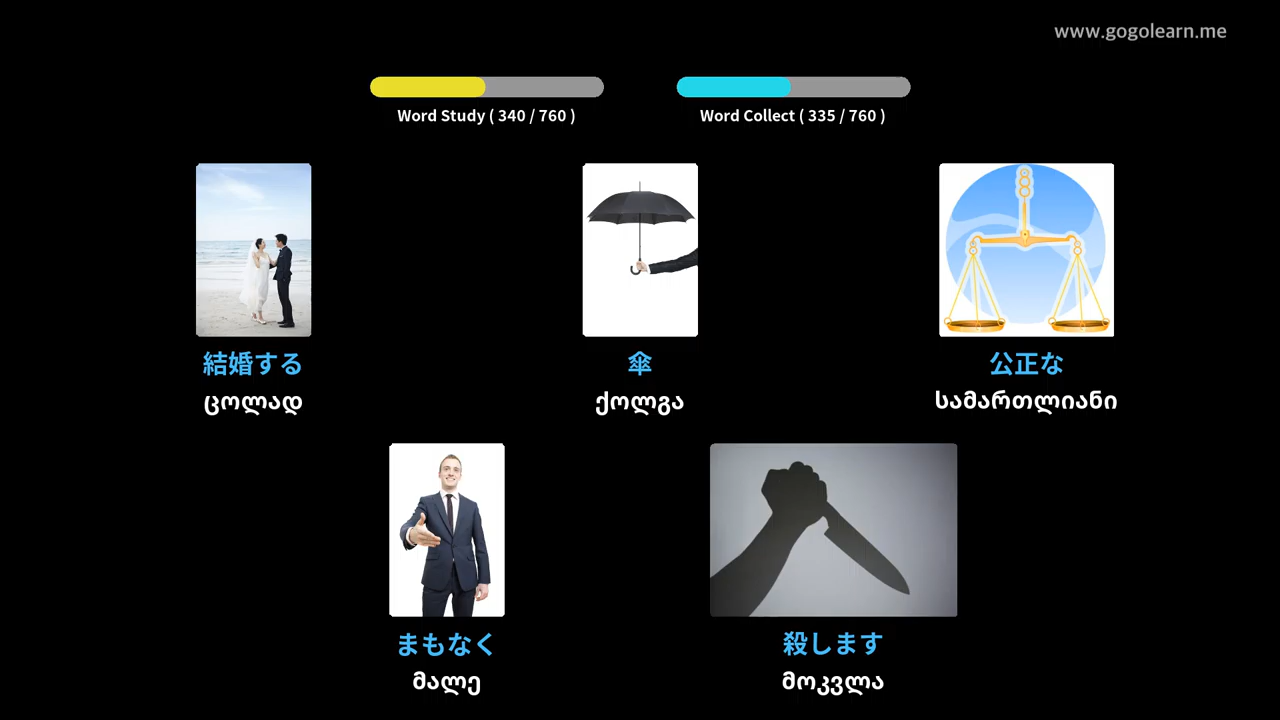 www.gogolearn.me
Word Study ( 340 / 760 )
Word Collect ( 335 / 760 )
結婚する
ცოლად
傘
ქოლგა
公正な
სამართლიანი
まもなく
მალე
殺します
მოკვლა